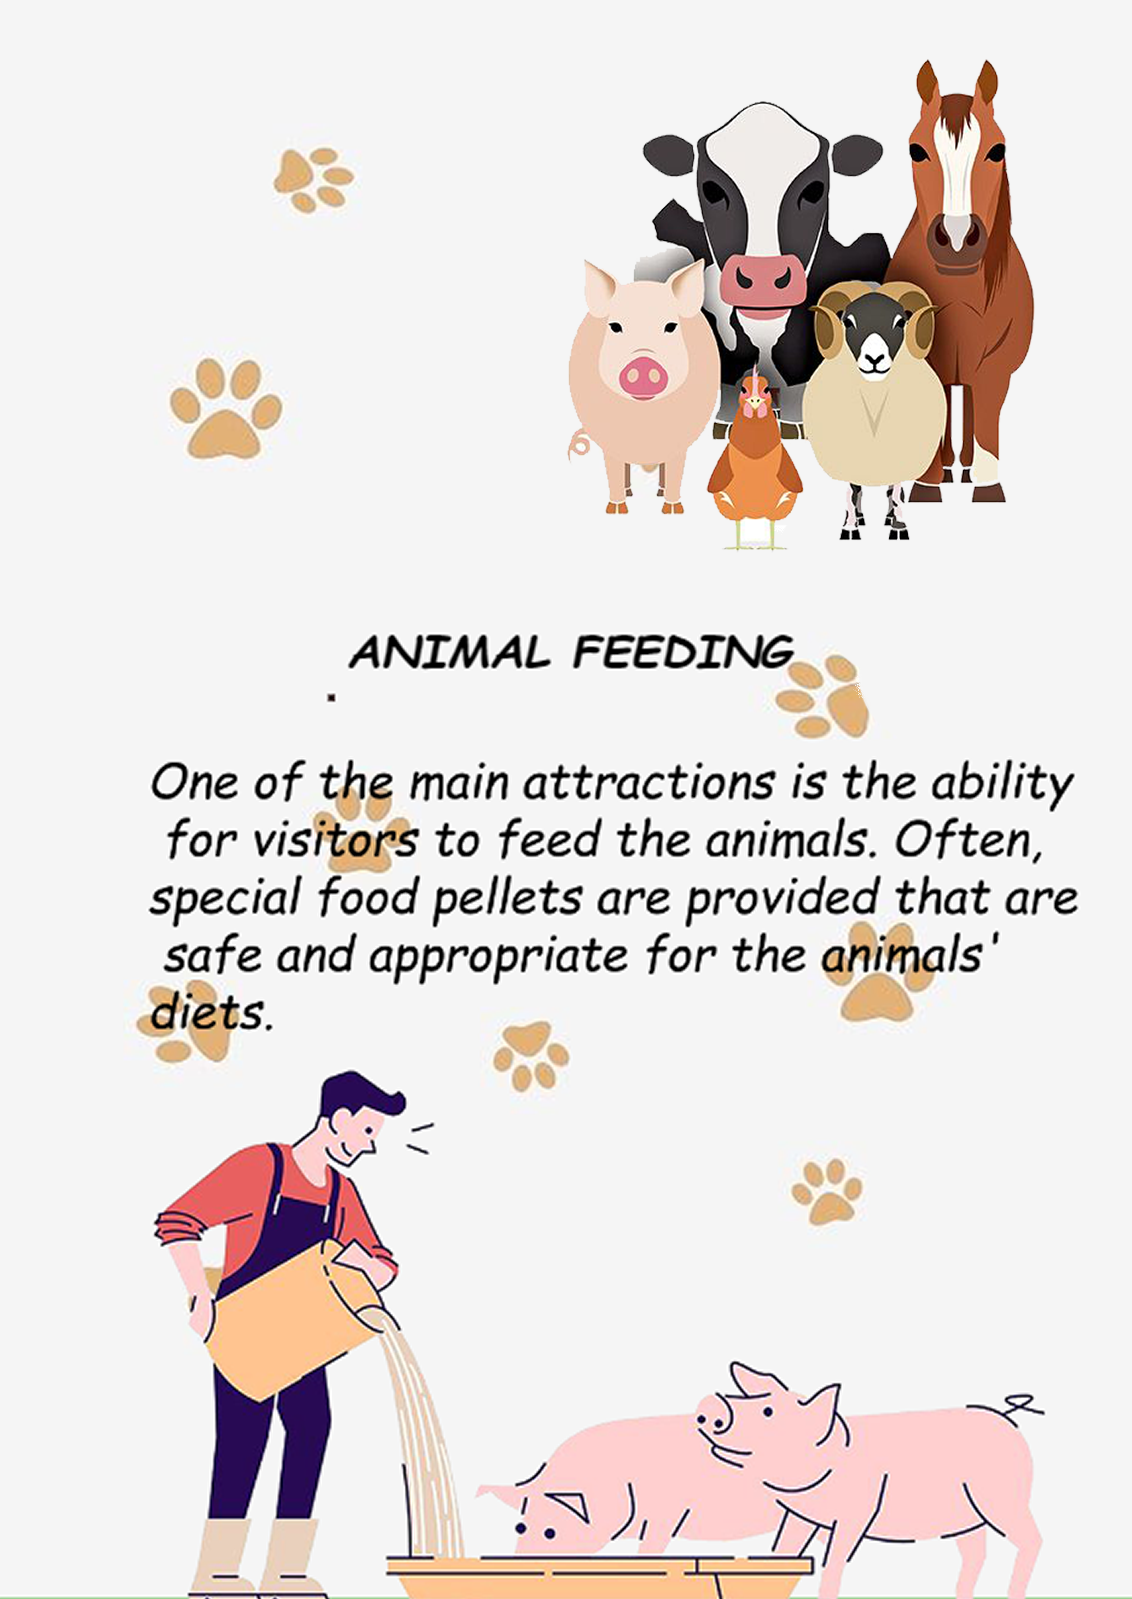 ANIMAL FEEDING
.
One of the main attractions is the ability
for visitors to feed the animals. Often,
special food pellets are provided that are
safe and appropriate for the animals'
diets.